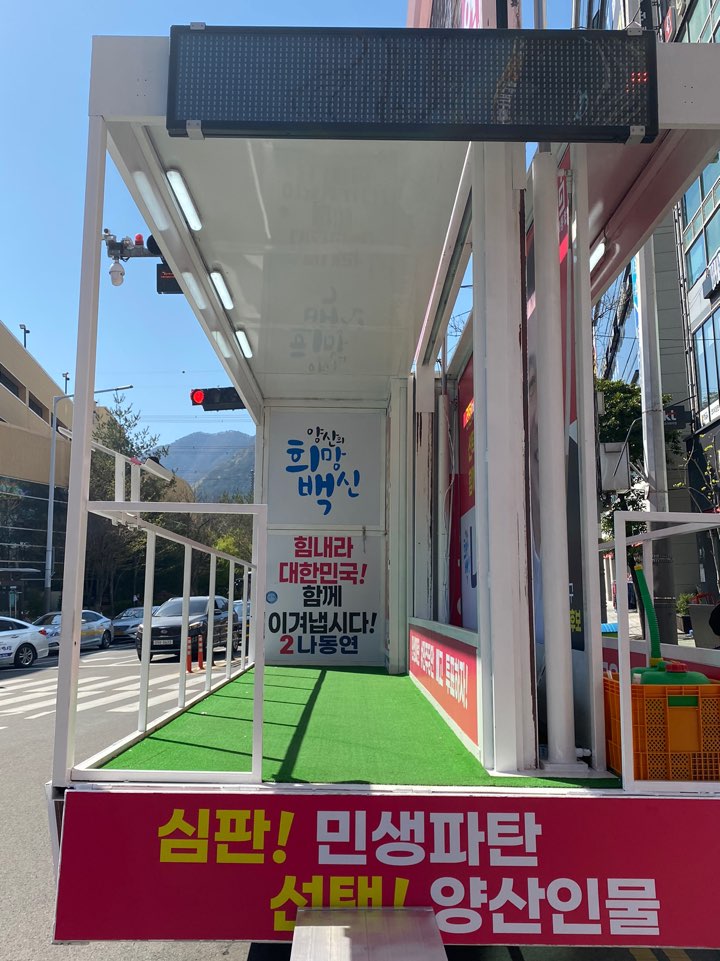 양산의
희망
백신
힘내라
대한민국!
함께
이겨냅시다!
2 나동연
심판! 민생파탄
선택! 양산인물